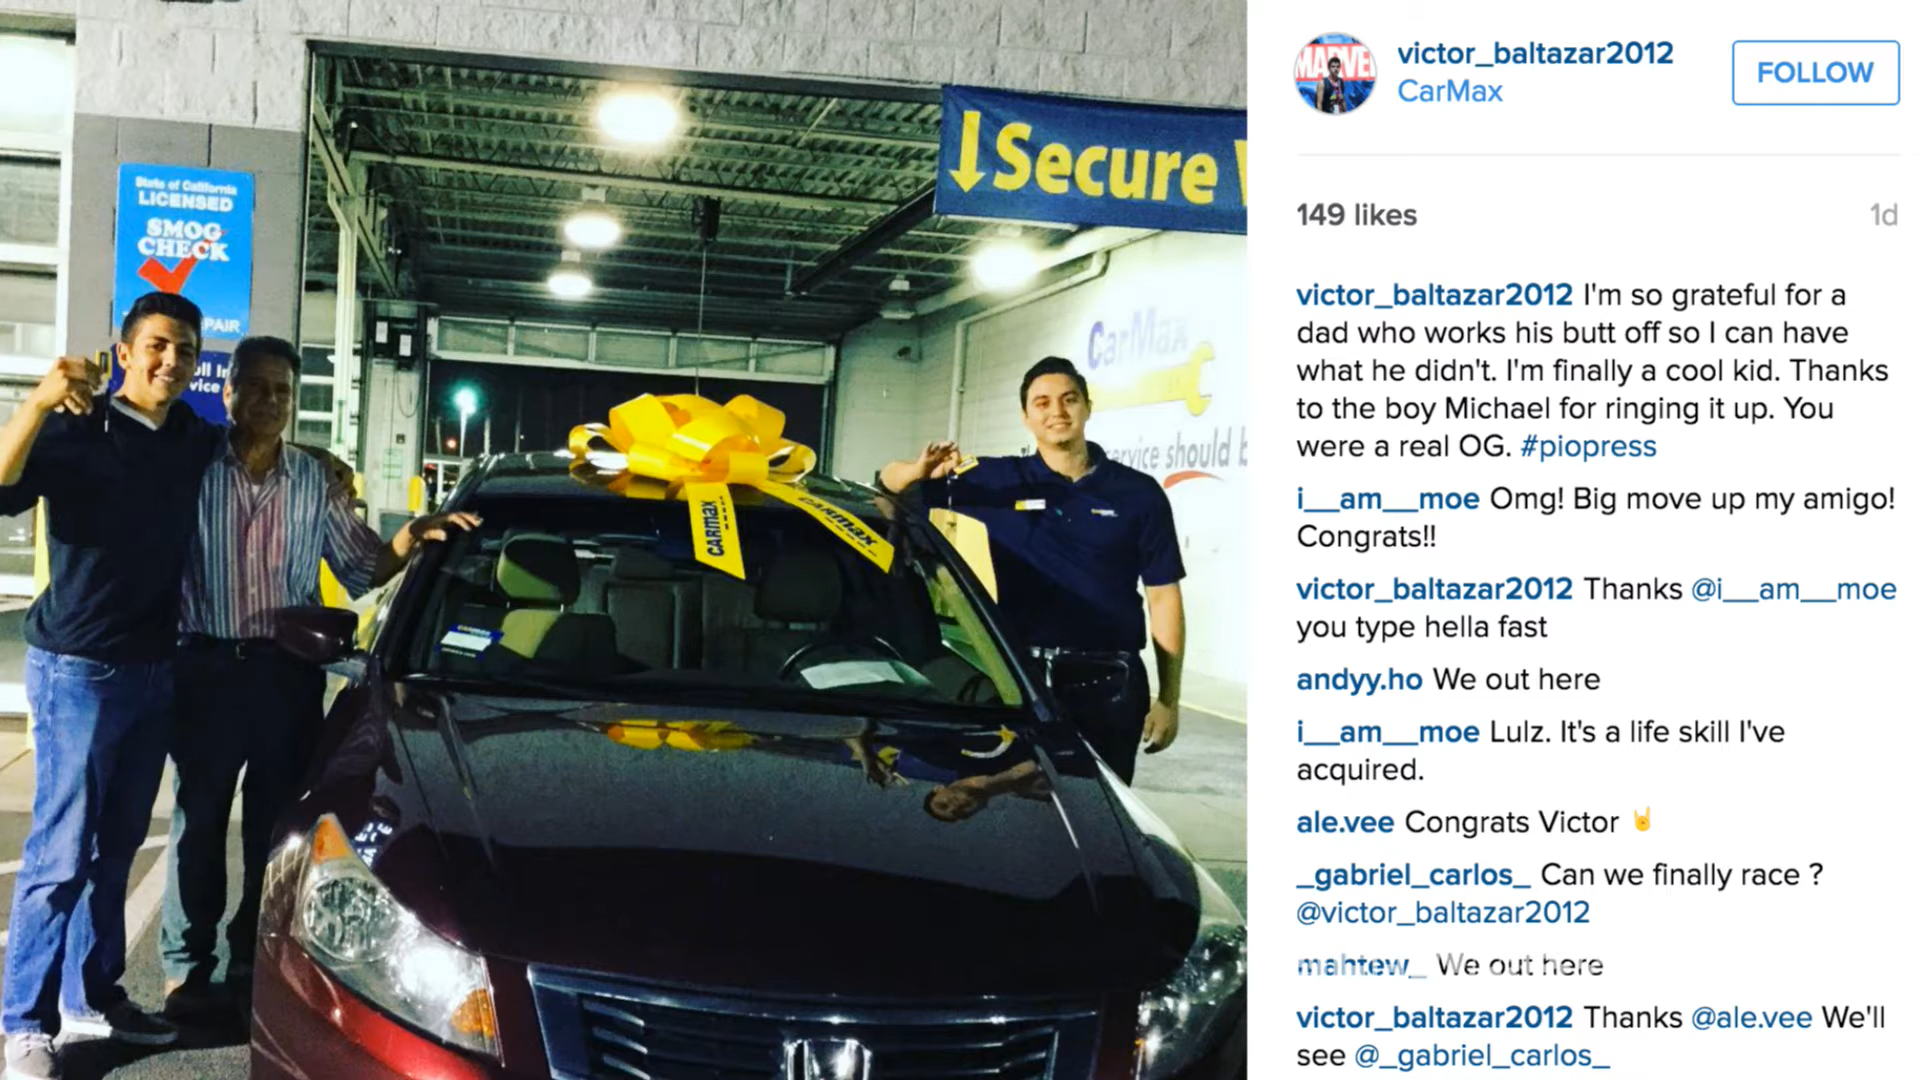 State of California
LICENSED
SMOG
CHECK
PAIR
Secure
CarMax
service should b
CARMAX
CARMAX
MARVEL
victor_baltazar2012
CarMax
FOLLOW
149 likes
1d
victor_baltazar2012 I'm so grateful for a
dad who works his butt off so I can have
what he didn't. I'm finally a cool kid. Thanks
to the boy Michael for ringing it up. You
were a real OG. #piopress
i__am__moe Omg! Big move up my amigo!
Congrats!!
victor_baltazar2012 Thanks @i__am__moe
you type hella fast
andyy.ho We out here
i__am__moe Lulz. It's a life skill I've
acquired.
ale.vee Congrats Victor 🤘
_gabriel_carlos_ Can we finally race ?
@victor_baltazar2012
mahtew_ We out here
victor_baltazar2012 Thanks @ale.vee We'll
see @_gabriel_carlos_